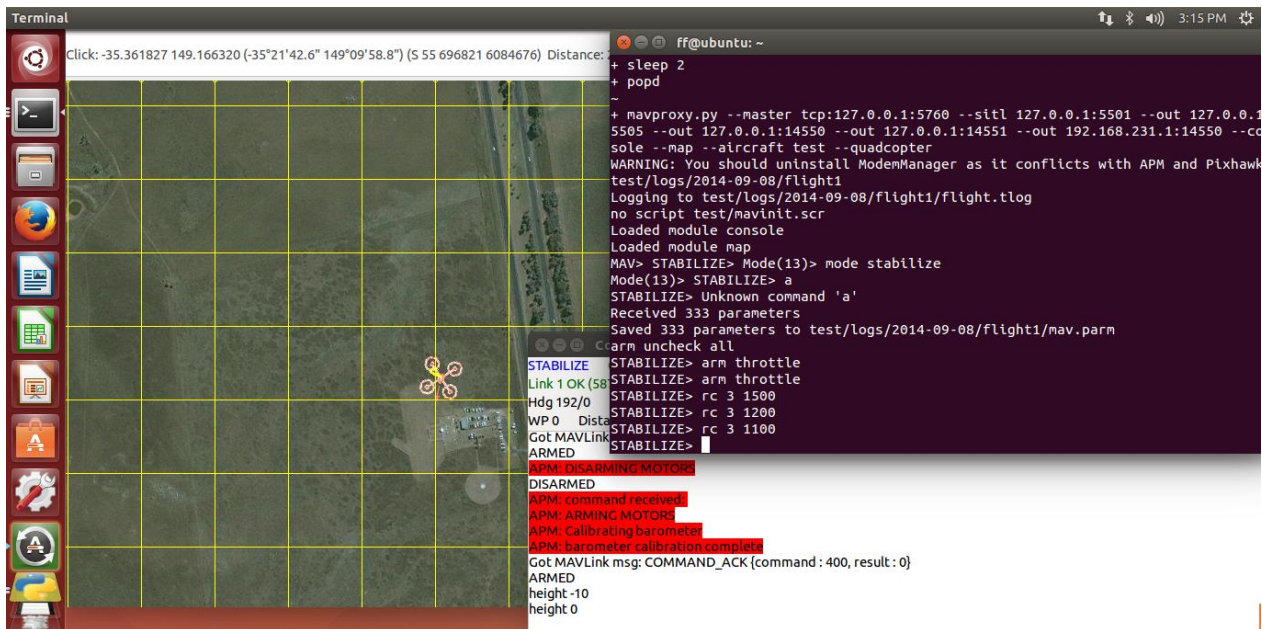 Terminal
3:15 PM
Click: -35.361827 149.166320 (-35°21'42.6" 149°09'58.8") (S 55 696821 6084676) Distance:
ff@ubuntu: ~
+ sleep 2
+ popd
~
+ mavproxy.py --master tcp:127.0.0.1:5760 --sitl 127.0.0.1:5501 --out 127.0.0.1
5505 --out 127.0.0.1:14550 --out 127.0.0.1:14551 --out 192.168.231.1:14550 --co
sole --map --aircraft test --quadcopter
WARNING: You should uninstall ModemManager as it conflicts with APM and Pixhawk
test/logs/2014-09-08/flight1
Logging to test/logs/2014-09-08/flight1/flight.tlog
no script test/mavinit.scr
Loaded module console
Loaded module map
MAV> STABILIZE> Mode(13)> mode stabilize
Mode(13)> STABILIZE> a
STABILIZE> Unknown command 'a'
Received 333 parameters
Saved 333 parameters to test/logs/2014-09-08/flight1/mav.parm
arm uncheck all
STABILIZE> arm throttle
STABILIZE> arm throttle
STABILIZE> rc 3 1500
STABILIZE> rc 3 1200
STABILIZE> rc 3 1100
STABILIZE>
Co
STABILIZE
Link 1 OK (58
Hdg 192/0
WP 0 Dista
Got MAVLink
ARMED
APM: DISARMING MOTORS
DISARMED
APM: command received:
APM: ARMING MOTORS
APM: Calibrating barometer
APM: barometer calibration complete
Got MAVLink msg: COMMAND_ACK {command : 400, result : 0}
ARMED
height -10
height 0